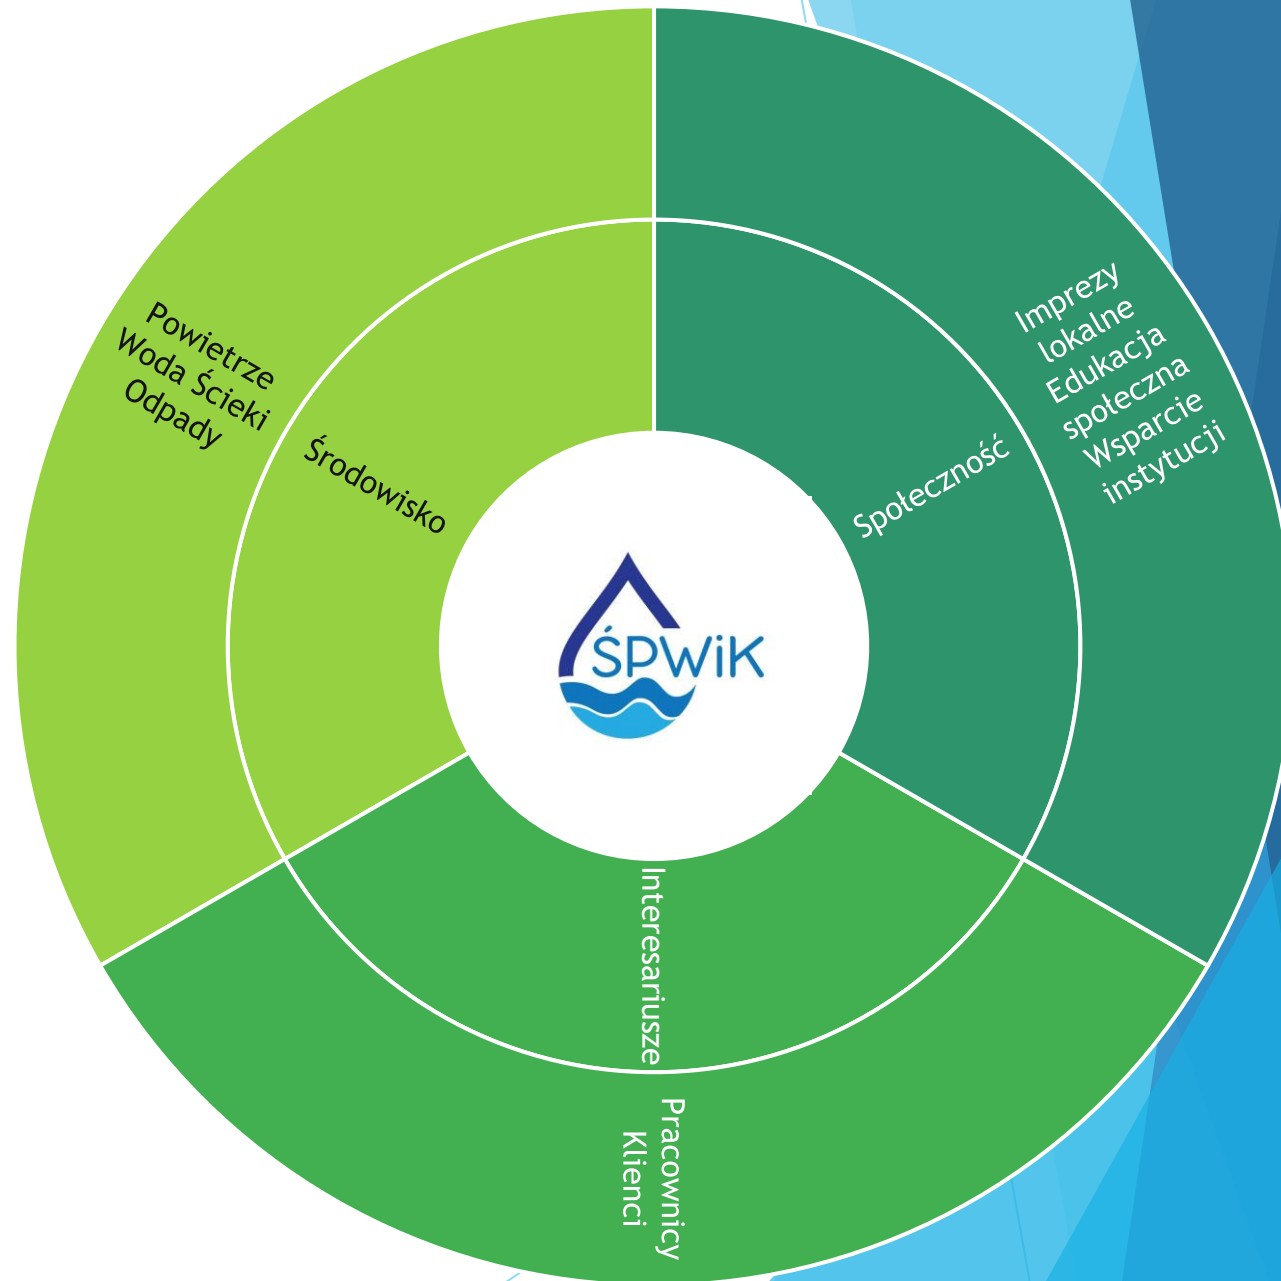 Powietrze
Woda Ścieki
Odpady
Środowisko
Imprezy
lokalne
Edukacja
społeczna
Wsparcie
instytucji
Społeczność
ŚPWiK
Interesariusze
Pracownicy
Klienci